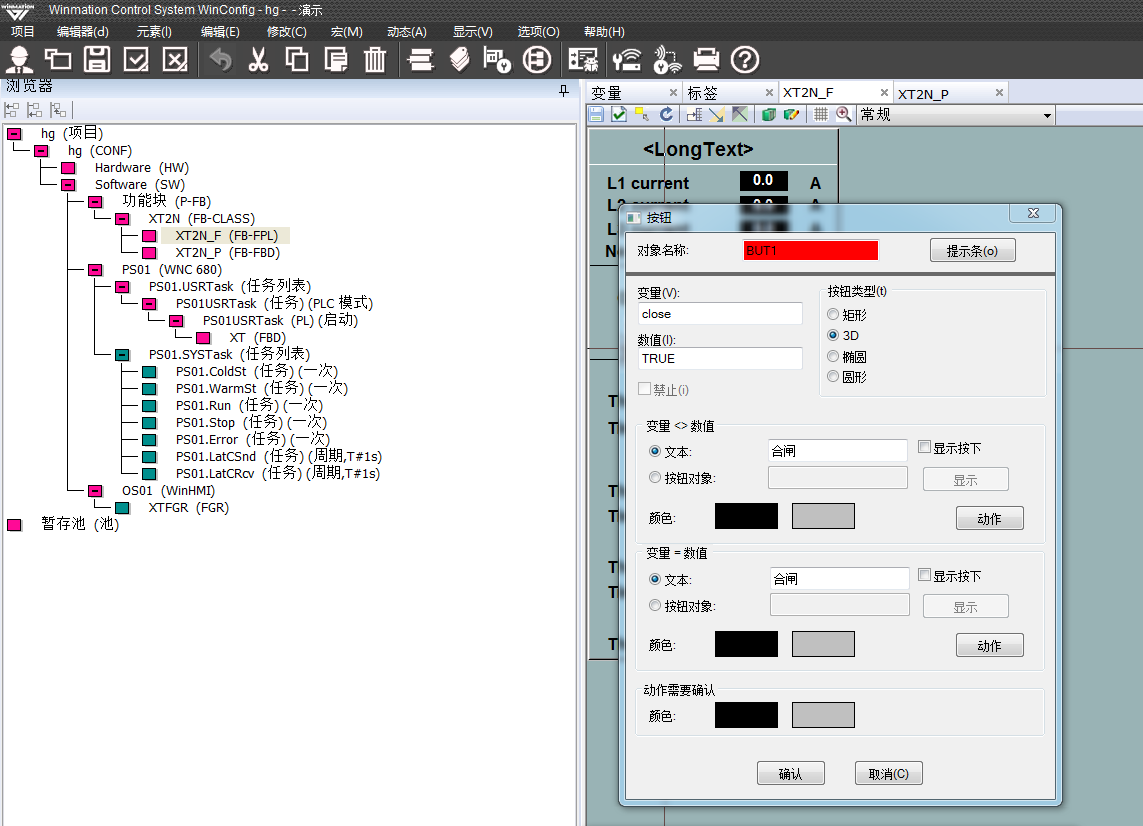 WINMATION
Winmation Control System WinConfig - hg - - 演示
项目 编辑器(d) 元素(l) 编辑(E) 修改(C) 宏(M) 动态(A) 显示(V) 选项(O) 帮助(H)
浏览器
变量 标签 XT2N_F XT2N_P
常规
hg (项目)
hg (CONF)
Hardware (HW)
Software (SW)
功能块 (P-FB)
XT2N (FB-CLASS)
XT2N_F (FB-FPL)
XT2N_P (FB-FBD)
PS01 (WNC 680)
PS01.USRTask (任务列表)
PS01USRTask (任务) (PLC 模式)
PS01USRTask (PL) (启动)
XT (FBD)
PS01.SYSTask (任务列表)
PS01.ColdSt (任务) (一次)
PS01.WarmSt (任务) (一次)
PS01.Run (任务) (一次)
PS01.Stop (任务) (一次)
PS01.Error (任务) (一次)
PS01.LatCSnd (任务) (周期,T#1s)
PS01.LatCRcv (任务) (周期,T#1s)
OS01 (WinHMI)
XTFGR (FGR)
暂存池 (池)
<LongText>
L1 current 0.0 A
按钮
对象名称: BUT1 提示条(o)
变量(V):
close
数值(l):
TRUE
禁止(i)
按钮类型(t)
矩形
3D
椭圆
圆形
变量 <> 数值
文本: 合闸 显示按下
按钮对象: 显示
颜色: 动作
变量 = 数值
文本: 合闸 显示按下
按钮对象: 显示
颜色: 动作
动作需要确认
颜色:
确认 取消(C)